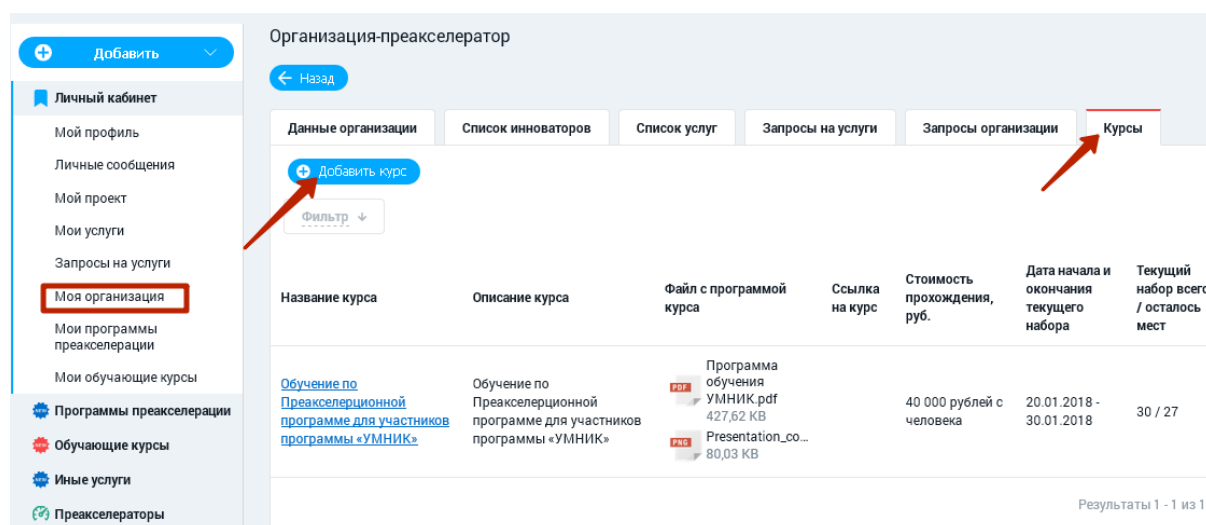 Добавить
Личный кабинет
Мой профиль
Личные сообщения
Мой проект
Мои услуги
Запросы на услуги
Моя организация
Мои программы
преакселерации
Мои обучающие курсы
Программы преакселерации
Обучающие курсы
Иные услуги
Преакселераторы
Организация-преакселератор
Назад
Данные организации
Список инноваторов
Список услуг
Запросы на услуги
Запросы организации
Курсы
Добавить курс
Фильтр
Название курса
Описание курса
Файл с программой
курса
Ссылка
на курс
Стоимость
прохождения,
руб.
Дата начала и
окончания
текущего
набора
Текущий
набор всего
/ осталось
мест
Обучение по
Преакселерционной
программе для участников
программы «УМНИК»
Обучение по
Преакселерционной
программе для участников
программы «УМНИК»
PDF
Программа
обучения
УМНИК.pdf
427,62 KB
PNG
Presentation_co...
80,03 KB
40 000 рублей с
человека
20.01.2018 -
30.01.2018
30 / 27
Результаты 1 - 1 из 1